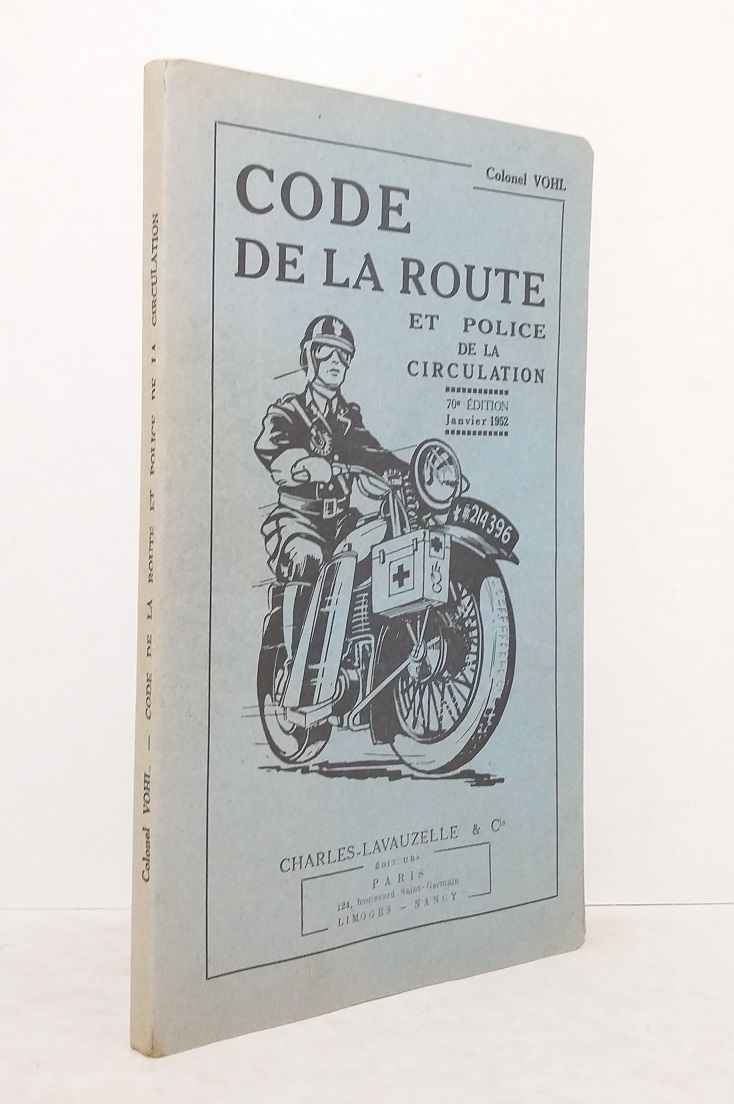 Colonel VOHL
CODE
DE LA ROUTE
ET POLICE
DE LA
CIRCULATION
70e ÉDITION
Janvier 1952
214396
CHARLES-LAVAUZELLE & Cie
ÉDITEURS
PARIS
124, boulevard Saint-Germain
LIMOGES - NANCY
Colonel VOHL — CODE DE LA ROUTE ET POLICE DE LA CIRCULATION